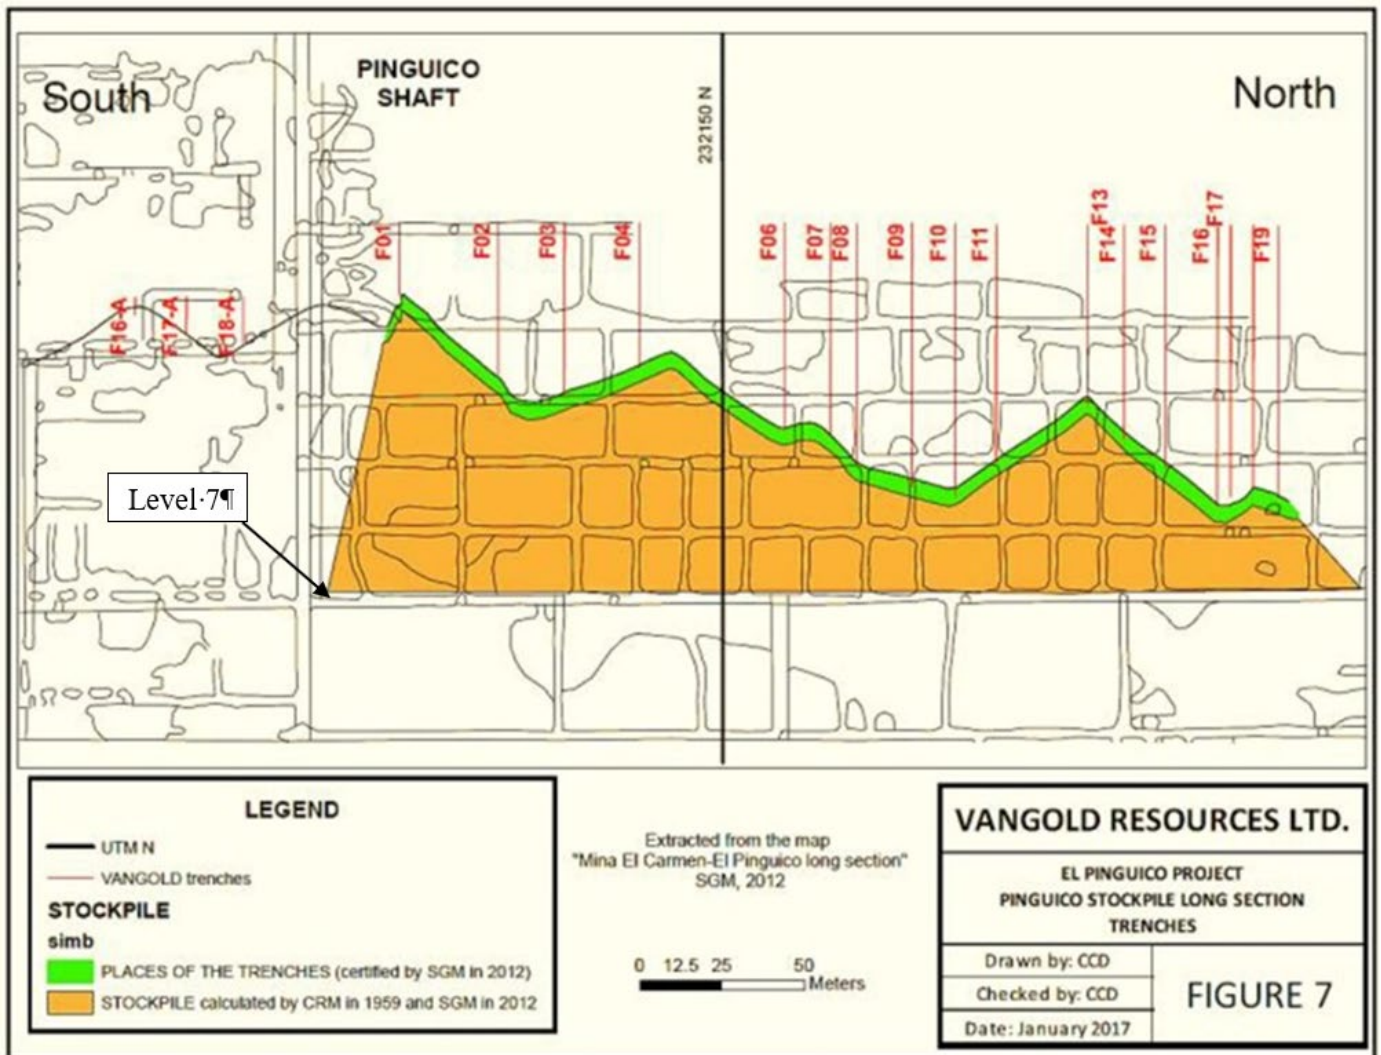 South
PINGUICO
SHAFT
232150 N
North
F01
F02
F03
F04
F06
F07
F08
F09
F10
F11
F13
F14
F15
F16
F17
F19
F16-A
F17-A
F18-A
Level·7¶
LEGEND
UTM N
VANGOLD trenches
STOCKPILE
simb
PLACES OF THE TRENCHES (certified by SGM in 2012)
STOCKPILE calculated by CRM in 1959 and SGM in 2012
Extracted from the map
"Mina El Carmen-El Pinguico long section"
SGM, 2012
0 12.5 25 50
Meters
VANGOLD RESOURCES LTD.
EL PINGUICO PROJECT
PINGUICO STOCKPILE LONG SECTION
TRENCHES
Drawn by: CCD
Checked by: CCD
Date: January 2017
FIGURE 7